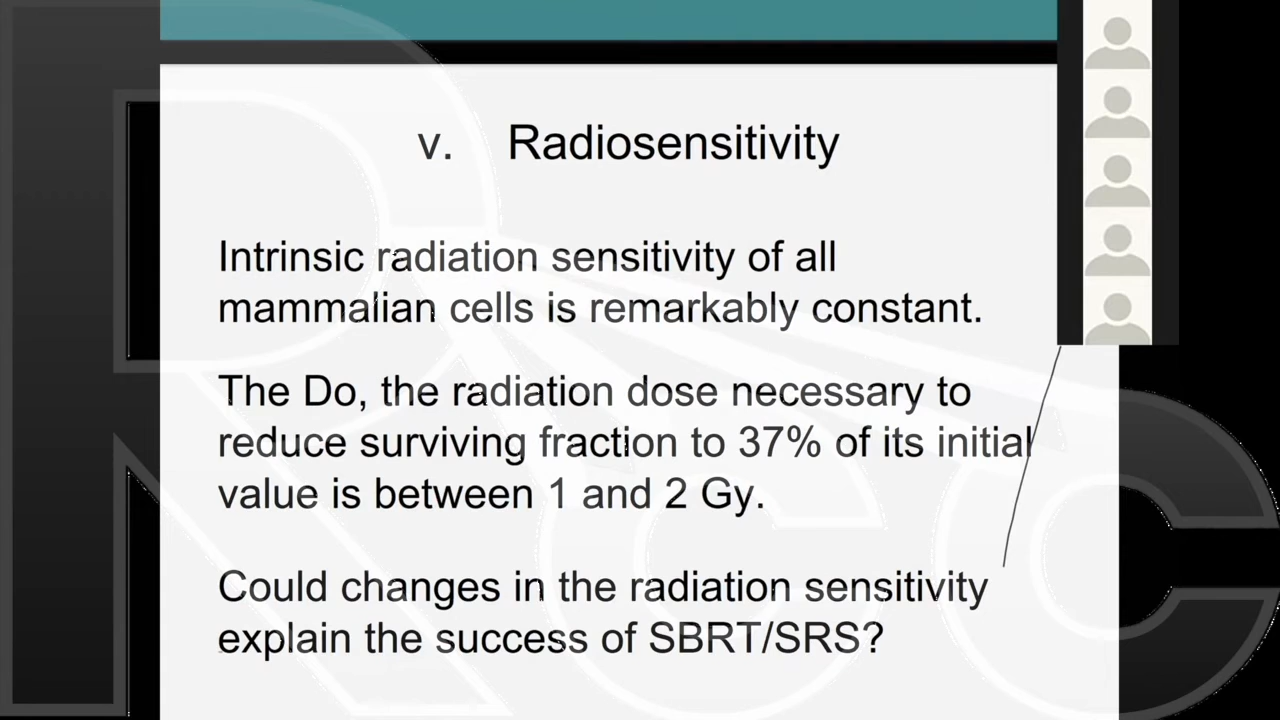 v. Radiosensitivity
Intrinsic radiation sensitivity of all
mammalian cells is remarkably constant.
The Do, the radiation dose necessary to
reduce surviving fraction to 37% of its initial
value is between 1 and 2 Gy.
Could changes in the radiation sensitivity
explain the success of SBRT/SRS?